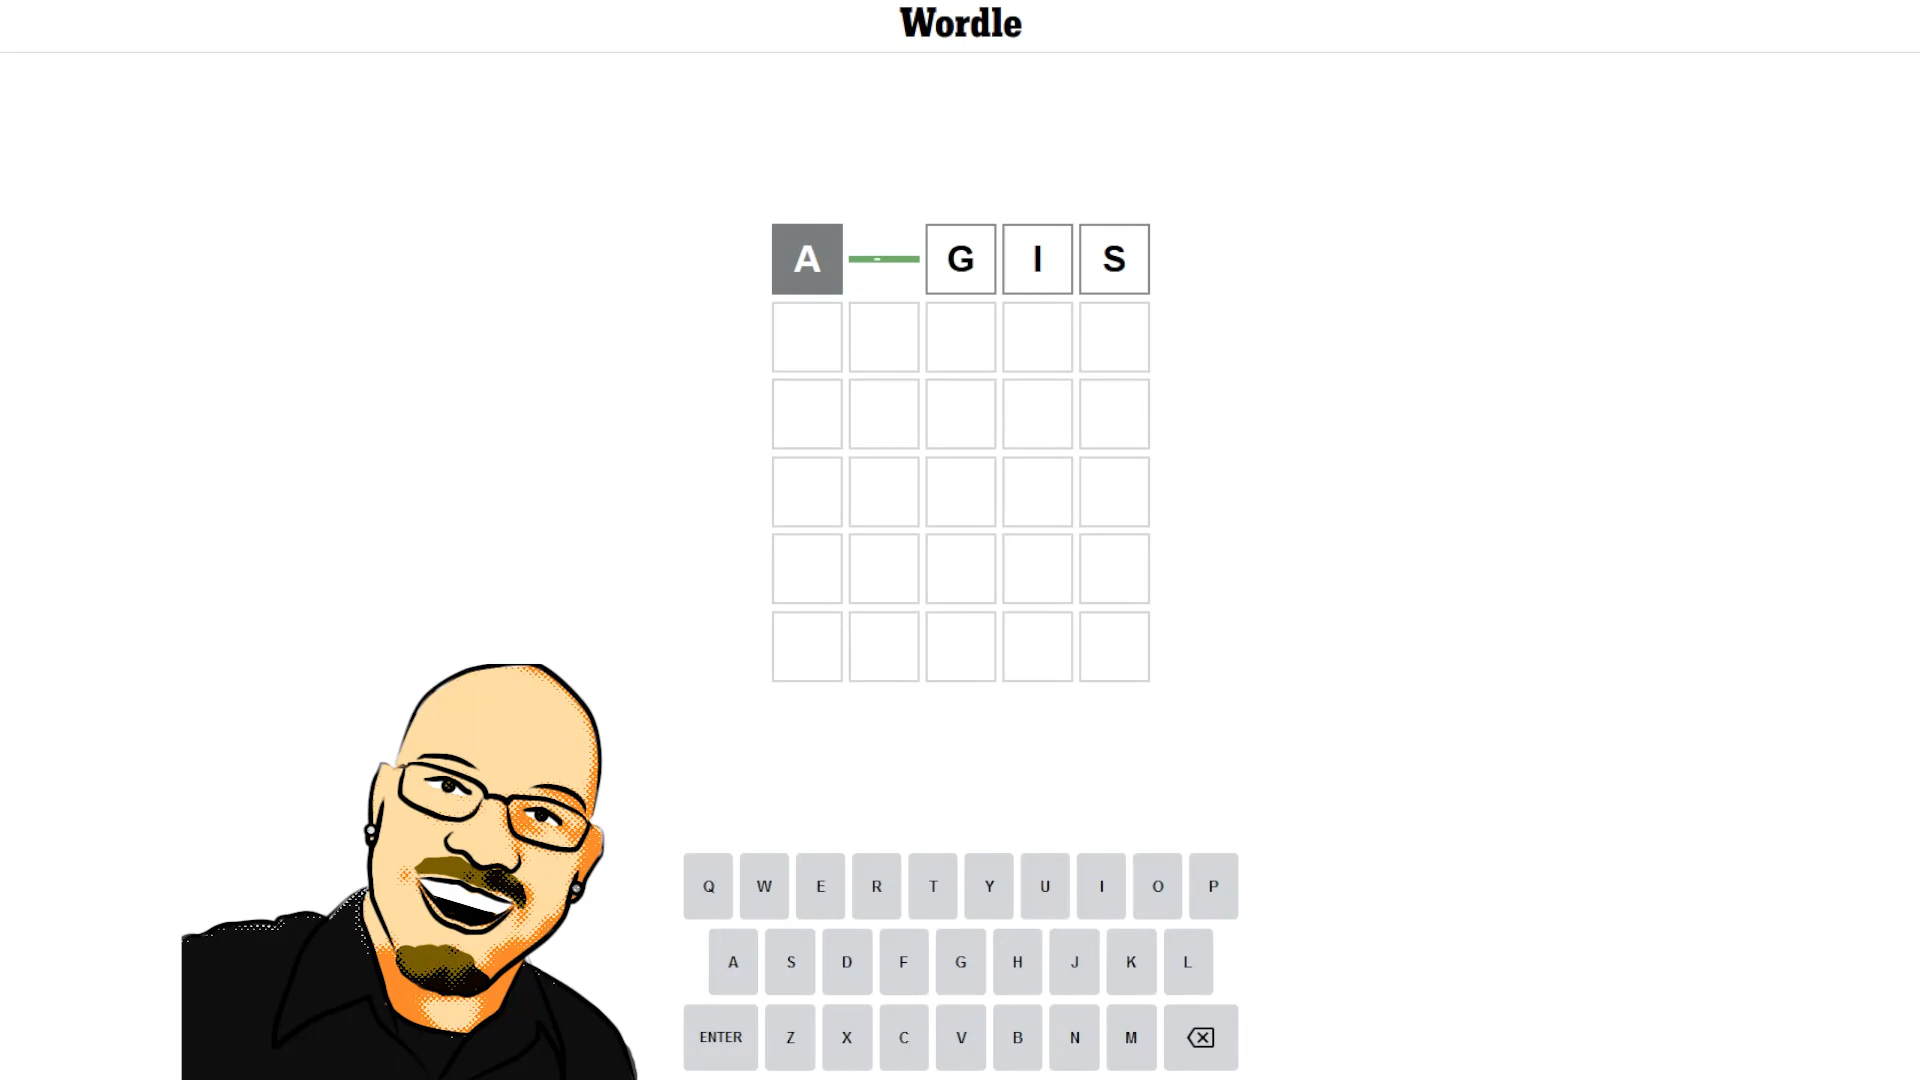 Wordle
A G I S
Q W E R T Y U I O P
A S D F G H J K L
ENTER Z X C V B N M